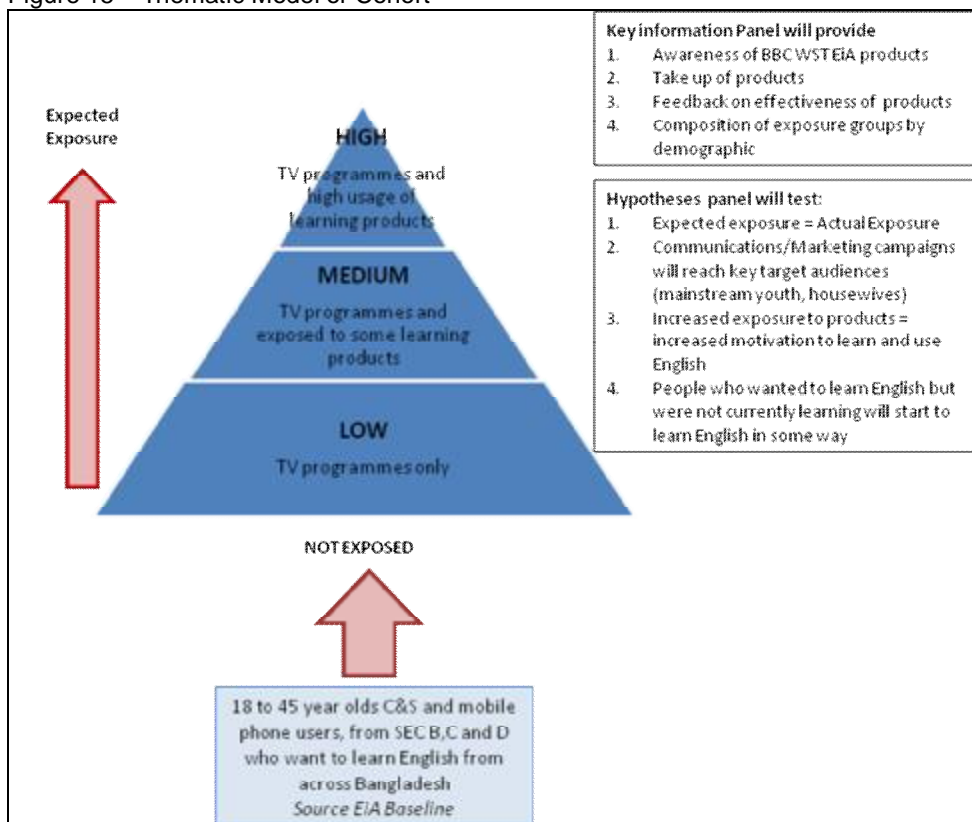 Expected
Exposure
HIGH
TV programmes and
high usage of
learning products
MEDIUM
TV programmes and
exposed to some learning
products
LOW
TV programmes only
NOT EXPOSED
18 to 45 year olds C&S and mobile
phone users, from SEC B,C and D
who want to learn English from
across Bangladesh
Source EiA Baseline
Key information Panel will provide
1. Awareness of BBC WST EiA products
2. Take up of products
3. Feedback on effectiveness of products
4. Composition of exposure groups by
demographic
Hypotheses panel will test:
1. Expected exposure = Actual Exposure
2. Communications/Marketing campaigns
will reach key target audiences
(mainstream youth, housewives)
3. Increased exposure to products =
increased motivation to learn and use
English
4. People who wanted to learn English but
were not currently learning will start to
learn English in some way